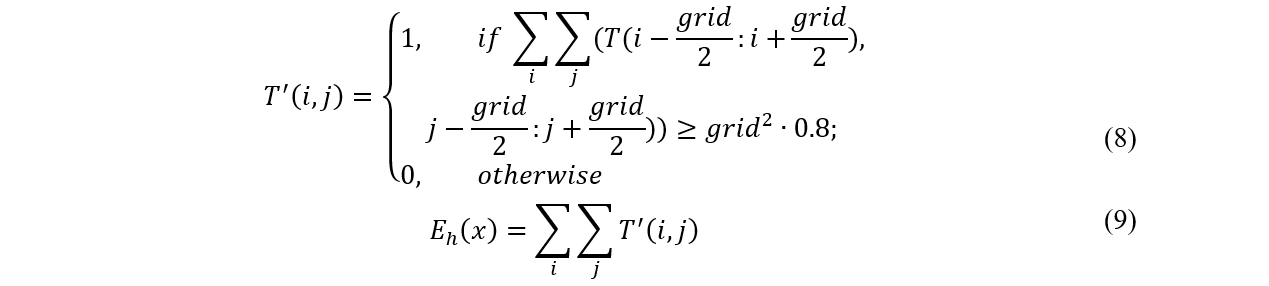 1, if ∑_i ∑_j (T(i − grid/2 : i + grid/2),
T′(i, j) = {
j − grid/2 : j + grid/2)) ≥ grid² · 0.8; (8)
0, otherwise
E_h(x) = ∑_i ∑_j T′(i, j) (9)